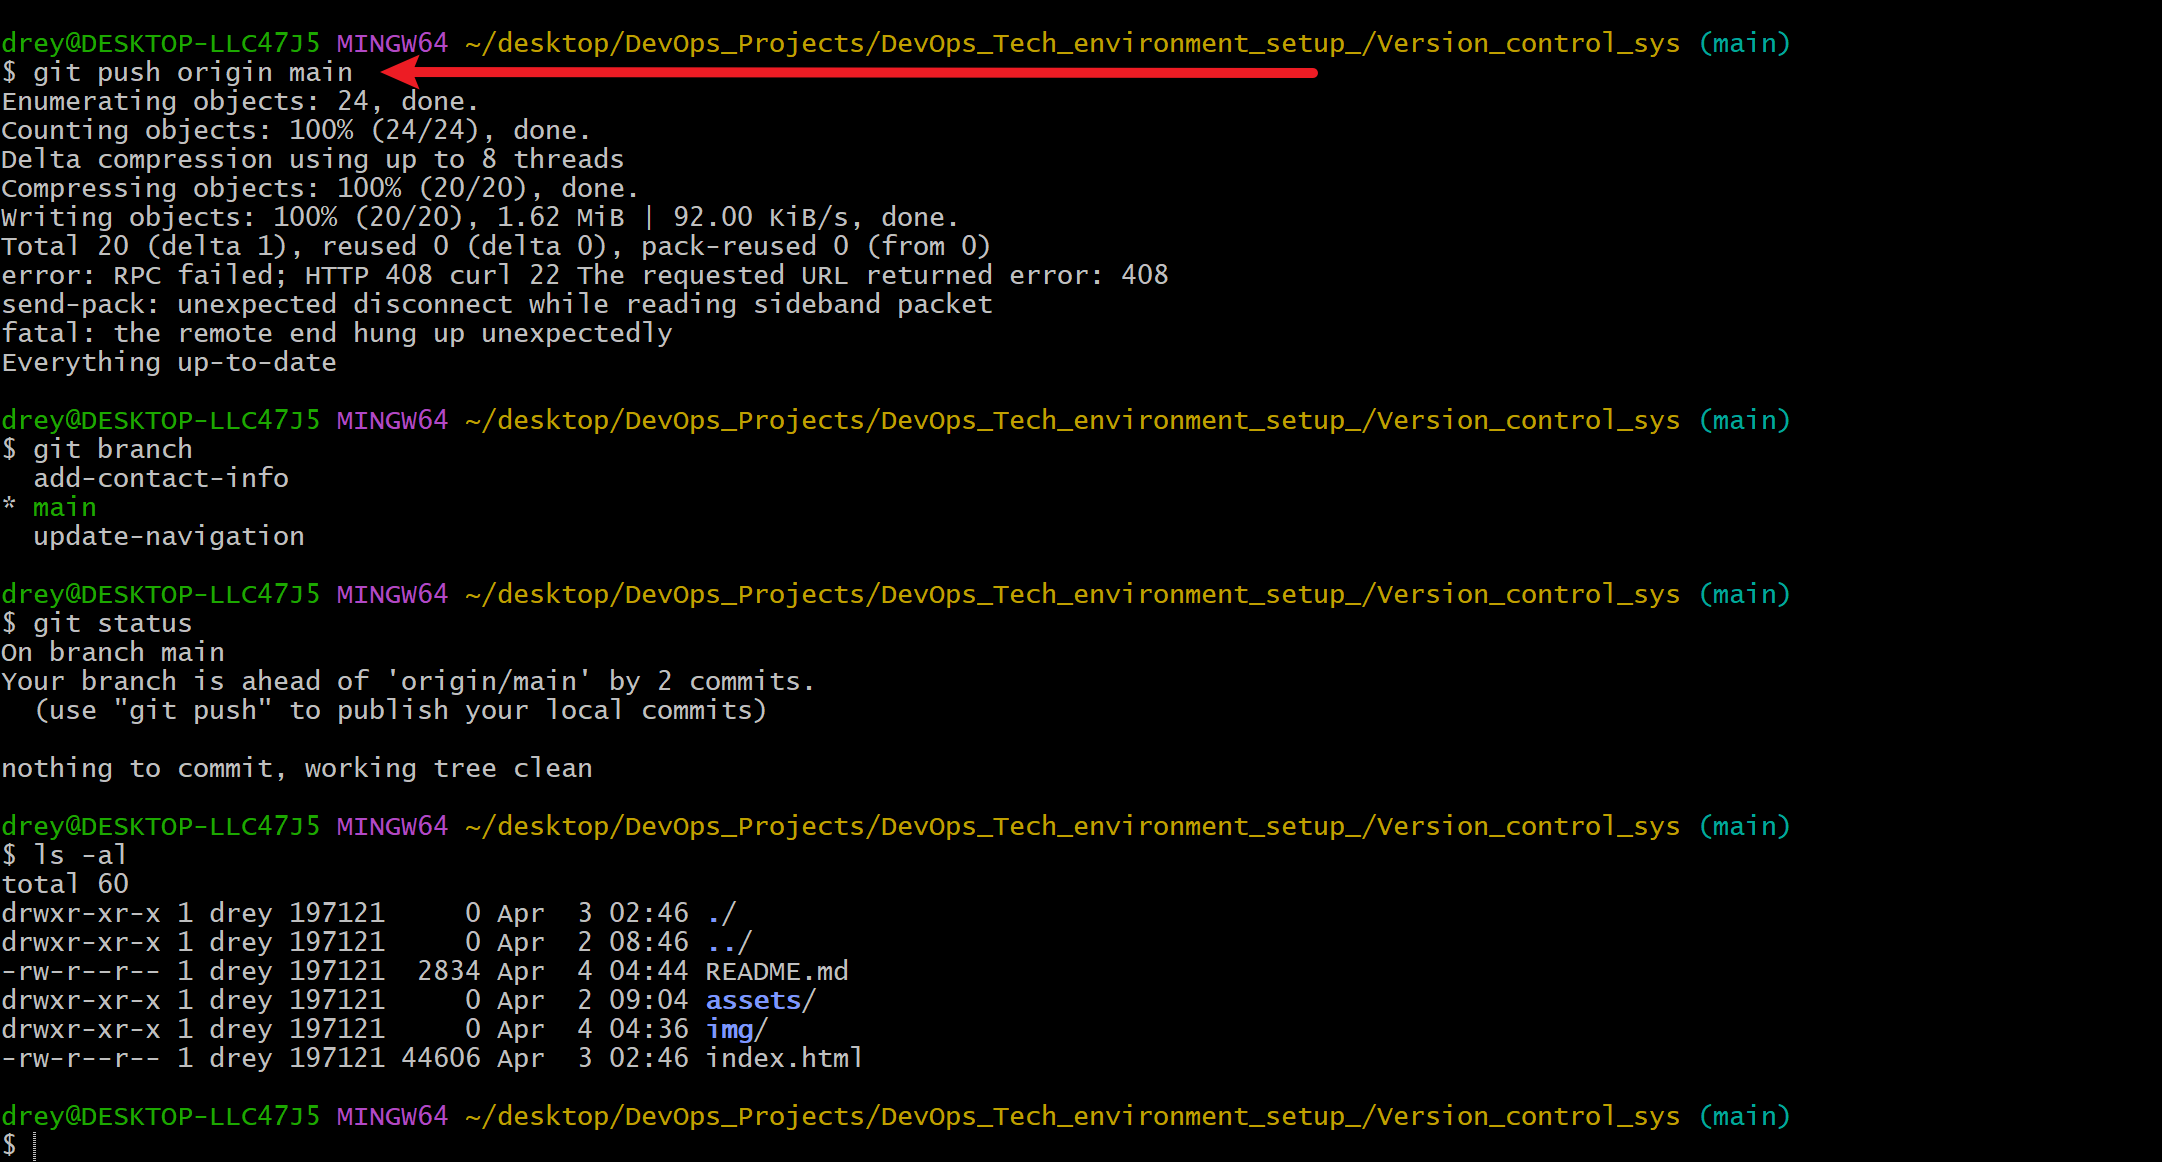 drey@DESKTOP-LLC47J5 MINGW64 ~/desktop/DevOps_Projects/DevOps_Tech_environment_setup_/Version_control_sys (main)
$ git push origin main
Enumerating objects: 24, done.
Counting objects: 100% (24/24), done.
Delta compression using up to 8 threads
Compressing objects: 100% (20/20), done.
Writing objects: 100% (20/20), 1.62 MiB | 92.00 KiB/s, done.
Total 20 (delta 1), reused 0 (delta 0), pack-reused 0 (from 0)
error: RPC failed; HTTP 408 curl 22 The requested URL returned error: 408
send-pack: unexpected disconnect while reading sideband packet
fatal: the remote end hung up unexpectedly
Everything up-to-date
drey@DESKTOP-LLC47J5 MINGW64 ~/desktop/DevOps_Projects/DevOps_Tech_environment_setup_/Version_control_sys (main)
$ git branch
  add-contact-info
* main
  update-navigation
drey@DESKTOP-LLC47J5 MINGW64 ~/desktop/DevOps_Projects/DevOps_Tech_environment_setup_/Version_control_sys (main)
$ git status
On branch main
Your branch is ahead of 'origin/main' by 2 commits.
  (use "git push" to publish your local commits)
nothing to commit, working tree clean
drey@DESKTOP-LLC47J5 MINGW64 ~/desktop/DevOps_Projects/DevOps_Tech_environment_setup_/Version_control_sys (main)
$ ls -al
total 60
drwxr-xr-x 1 drey 197121     0 Apr  3 02:46 ./
drwxr-xr-x 1 drey 197121     0 Apr  2 08:46 ../
-rw-r--r-- 1 drey 197121  2834 Apr  4 04:44 README.md
drwxr-xr-x 1 drey 197121     0 Apr  2 09:04 assets/
drwxr-xr-x 1 drey 197121     0 Apr  4 04:36 img/
-rw-r--r-- 1 drey 197121 44606 Apr  3 02:46 index.html
drey@DESKTOP-LLC47J5 MINGW64 ~/desktop/DevOps_Projects/DevOps_Tech_environment_setup_/Version_control_sys (main)
$